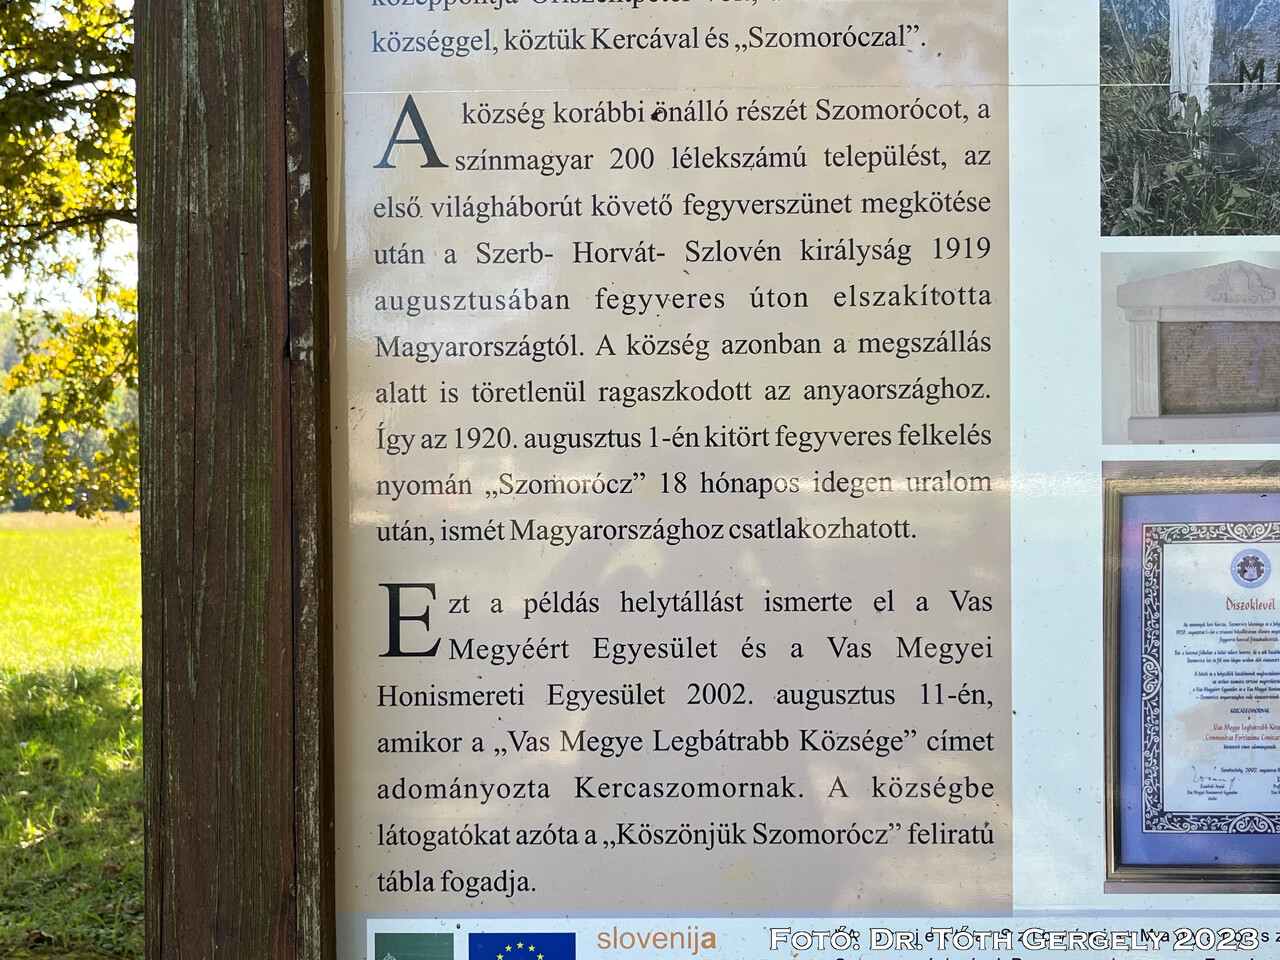 községgel, köztük Kercával és „Szomoróczal”.
A község korábbi önálló részét Szomorócot, a
színmagyar 200 lélekszámú települést, az
első világháborút követő fegyverszünet megkötése
után a Szerb- Horvát- Szlovén királyság 1919
augusztusában fegyveres úton elszakította
Magyarországtól. A község azonban a megszállás
alatt is töretlenül ragaszkodott az anyaországhoz.
Így az 1920. augusztus 1-én kitört fegyveres felkelés
nyomán „Szomorócz” 18 hónapos idegen uralom
után, ismét Magyarországhoz csatlakozhatott.
Ezt a példás helytállást ismerte el a Vas
Megyéért Egyesület és a Vas Megyei
Honismereti Egyesület 2002. augusztus 11-én,
amikor a „Vas Megye Legbátrabb Községe” címet
adományozta Kercaszomornak. A községbe
látogatókat azóta a „Köszönjük Szomorócz” feliratú
tábla fogadja.
Díszoklevél
KERCASZOMORNAK
slovenija
Fotó: Dr. Tóth Gergely 2023